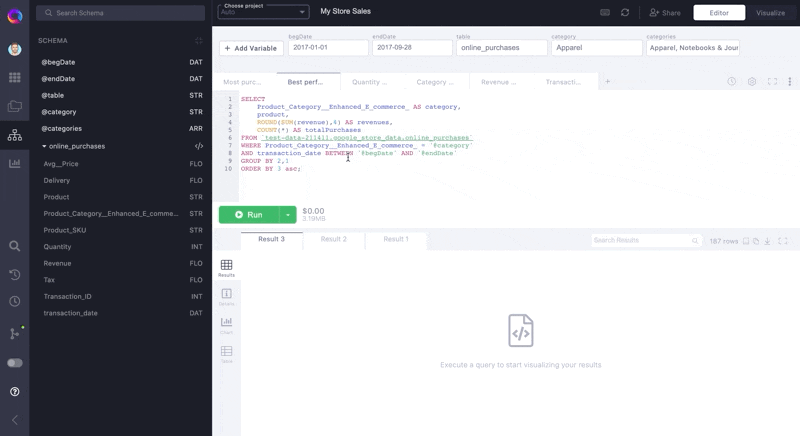 Search Schema
SCHEMA
@begDate DAT
@endDate DAT
@table STR
@category STR
@categories ARR
online_purchases </>
Avg__Price FLO
Delivery FLO
Product STR
Product_Category__Enhanced_E_comme... STR
Product_SKU STR
Quantity INT
Revenue FLO
Tax FLO
Transaction_ID INT
transaction_date DAT
Choose project
Auto
My Store Sales
Share
Editor
Visualize
+ Add Variable
begDate
2017-01-01
endDate
2017-09-28
table
online_purchases
category
Apparel
categories
Apparel, Notebooks & Jour
Most purc...
Best perf...
Quantity ...
Category ...
Revenue ...
Transacti...
+
1 SELECT
2 Product_Category__Enhanced_E_commerce_ AS category,
3 product,
4 ROUND(SUM(revenue),4) AS revenues,
5 COUNT(*) AS totalPurchases
6 FROM `test-data-211411.google_store_data.online_purchases`
7 WHERE Product_Category__Enhanced_E_commerce_ = '@category'
8 AND transaction_date BETWEEN '@begDate' AND '@endDate'
9 GROUP BY 2,1
10 ORDER BY 3 asc;
Run
$0.00
3.19MB
Result 3
Result 2
Result 1
Search Results
187 rows
Results
Chart
Execute a query to start visualizing your results